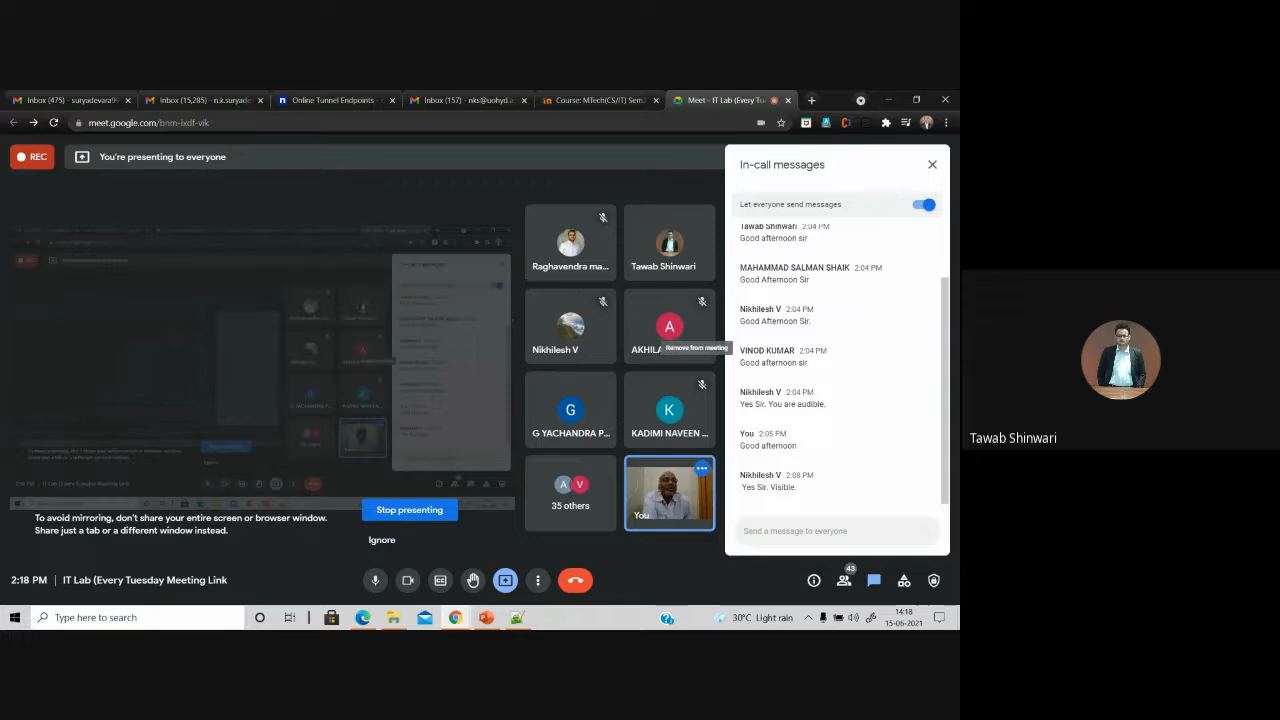 Inbox (475) - suryadevara9
Inbox (15,285) - n.k.suryade
Online Tunnel Endpoints -
Inbox (157) - nks@uohyd.a
Course: MTech(CS/IT) Sem
Meet - IT Lab (Every Tu
meet.google.com/bnm-ixdf-vik
REC
You're presenting to everyone
In-call messages
Let everyone send messages
Tawab Shinwari 2:04 PM
Good afternoon sir
MAHAMMAD SALMAN SHAIK 2:04 PM
Good Afternoon Sir
Nikhilesh V 2:04 PM
Good Afternoon Sir.
VINOD KUMAR 2:04 PM
Good afternoon sir
Nikhilesh V 2:04 PM
Yes Sir. You are audible.
You 2:05 PM
Good afternoon
Nikhilesh V 2:08 PM
Yes Sir. Visible.
Send a message to everyone
Raghavendra ma...
Tawab Shinwari
Nikhilesh V
A
AKHILA
Remove from meeting
G
G YACHANDRA P...
K
KADIMI NAVEEN ...
A V
35 others
You
To avoid mirroring, don't share your entire screen or browser window.
Share just a tab or a different window instead.
Stop presenting
Ignore
2:18 PM | IT Lab (Every Tuesday Meeting Link
43
Type here to search
30°C Light rain
14:18
15-06-2021
Tawab Shinwari